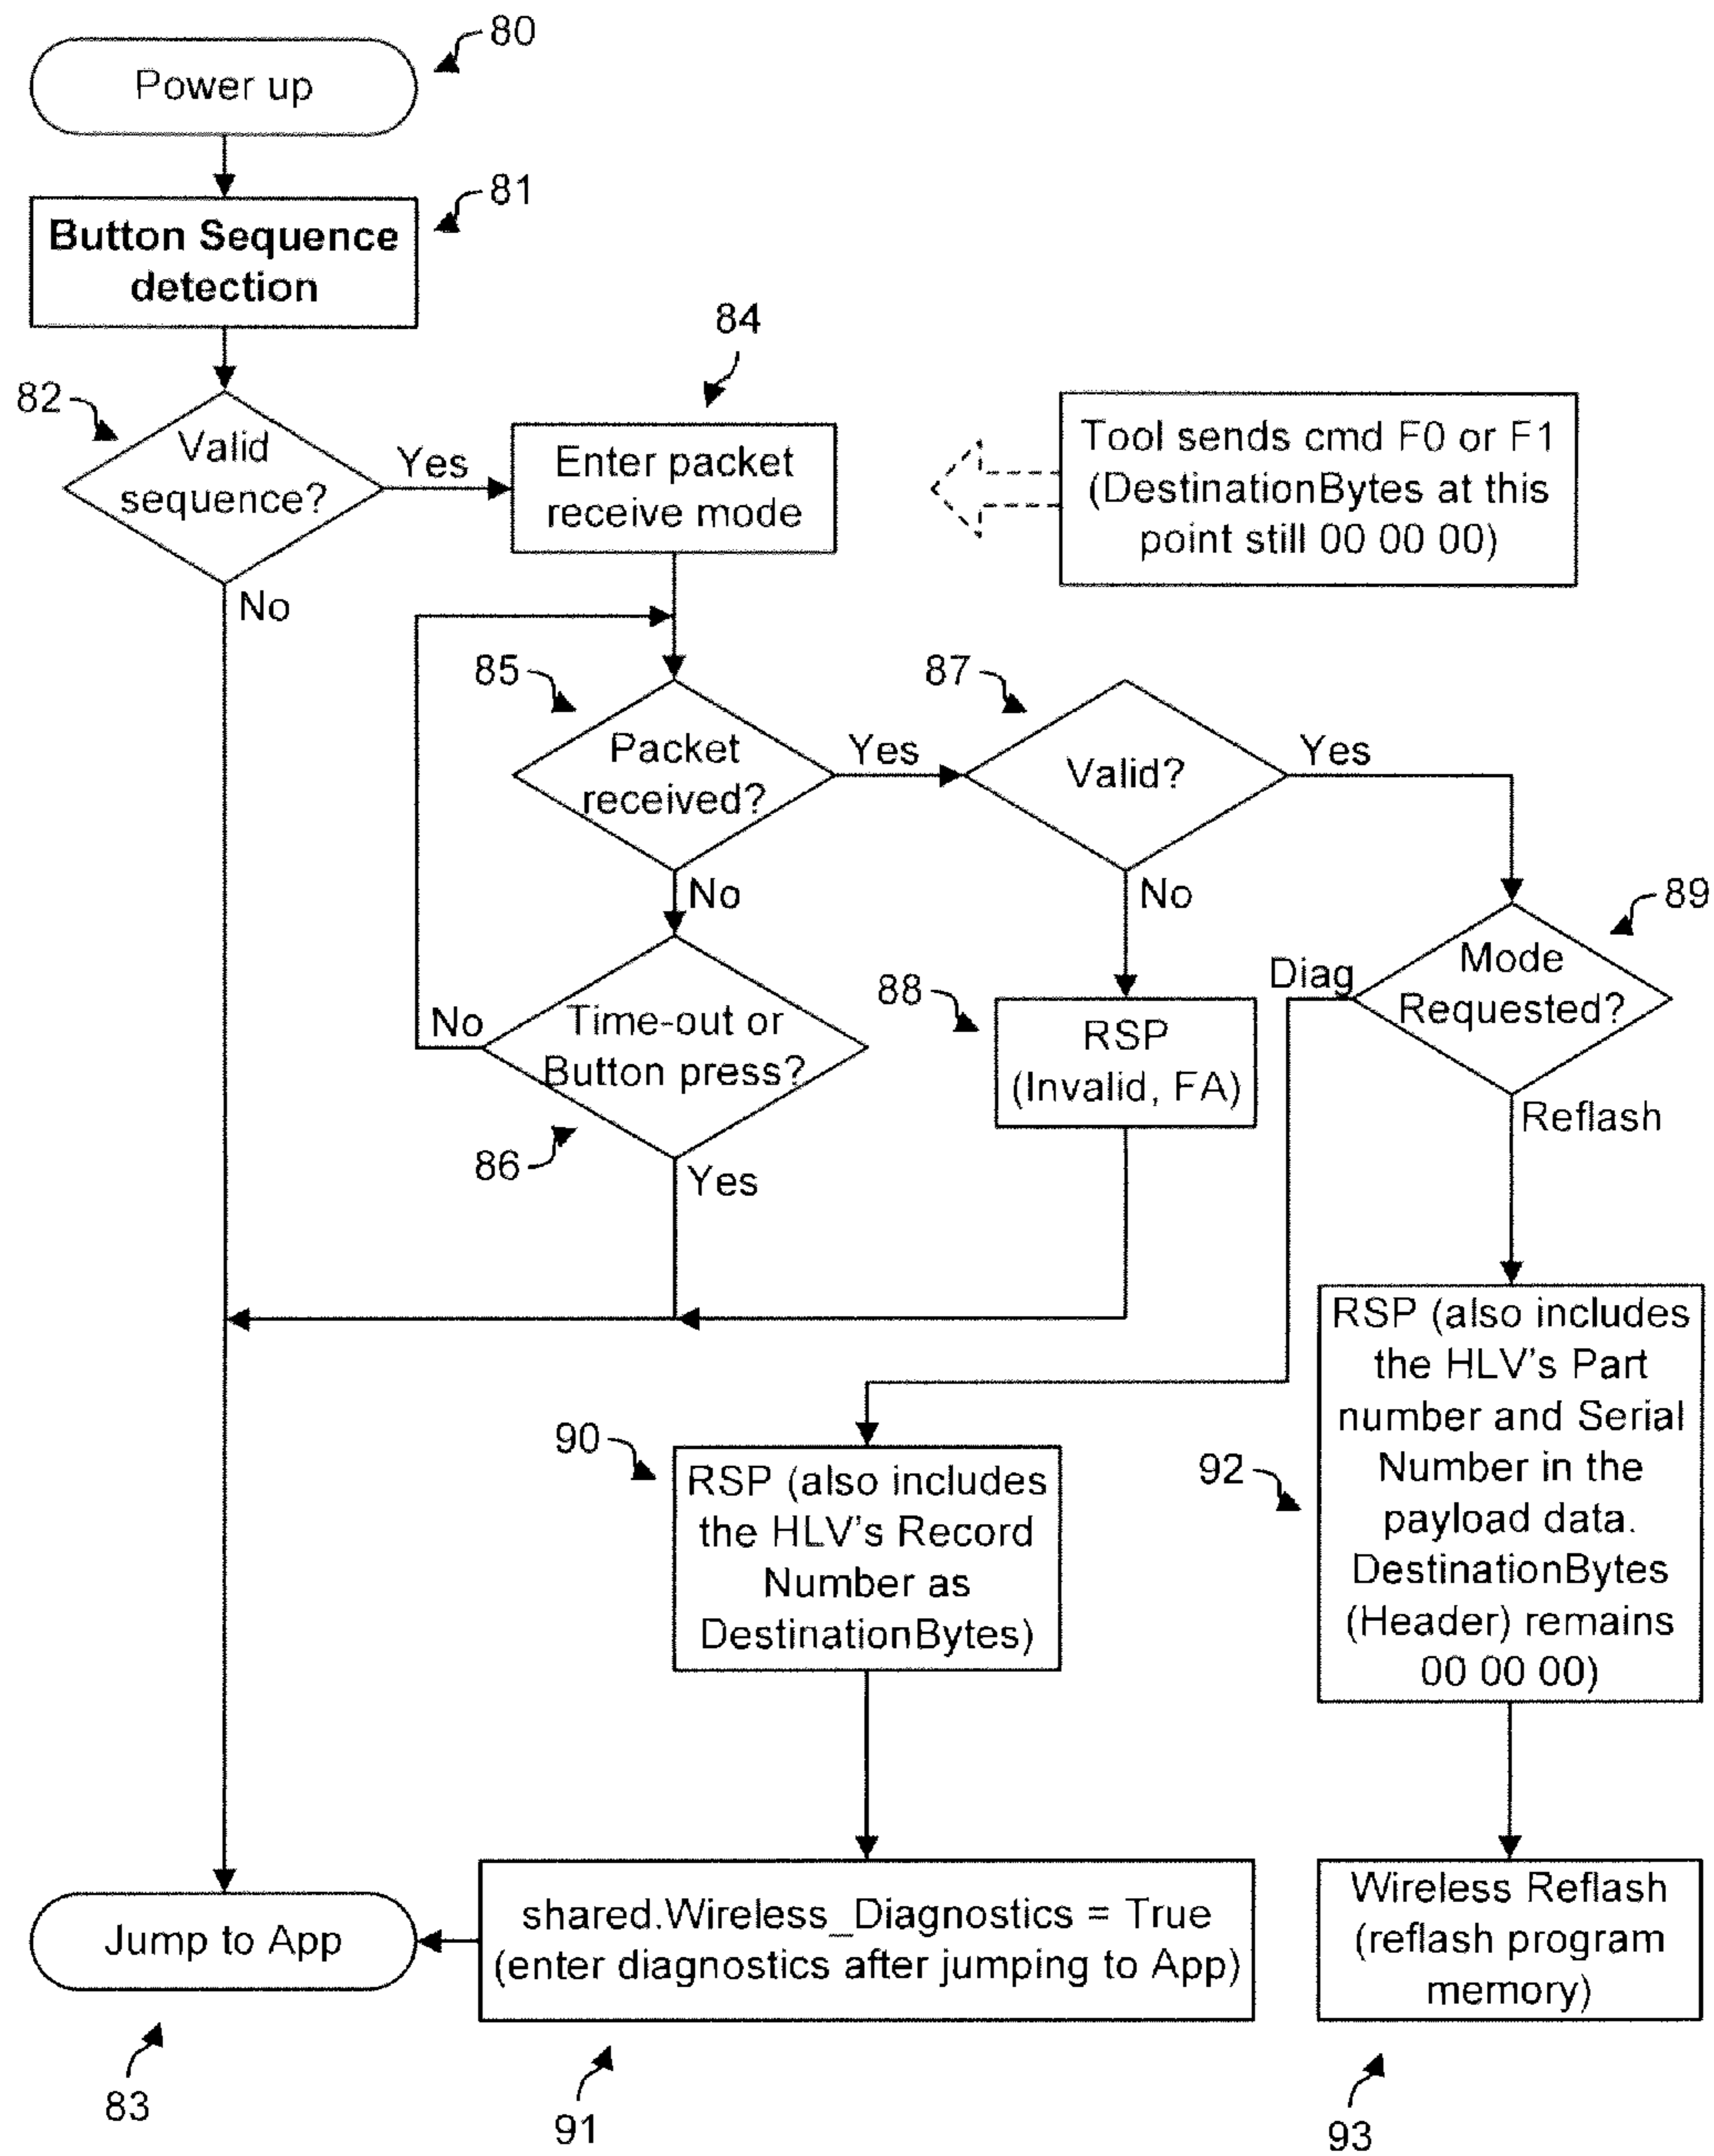 80
Power up
81
Button Sequence
detection
84
82
Valid
sequence?
Yes
No
Enter packet
receive mode
Tool sends cmd F0 or F1
(DestinationBytes at this
point still 00 00 00)
85
Packet
received?
Yes
No
87
Valid?
Yes
No
89
Mode
Requested?
Diag
Reflash
88
RSP
(Invalid, FA)
No
Time-out or
Button press?
86
Yes
90
RSP (also includes
the HLV's Record
Number as
DestinationBytes)
92
RSP (also includes
the HLV's Part
number and Serial
Number in the
payload data.
DestinationBytes
(Header) remains
00 00 00)
Jump to App
shared.Wireless_Diagnostics = True
(enter diagnostics after jumping to App)
Wireless Reflash
(reflash program
memory)
83
91
93